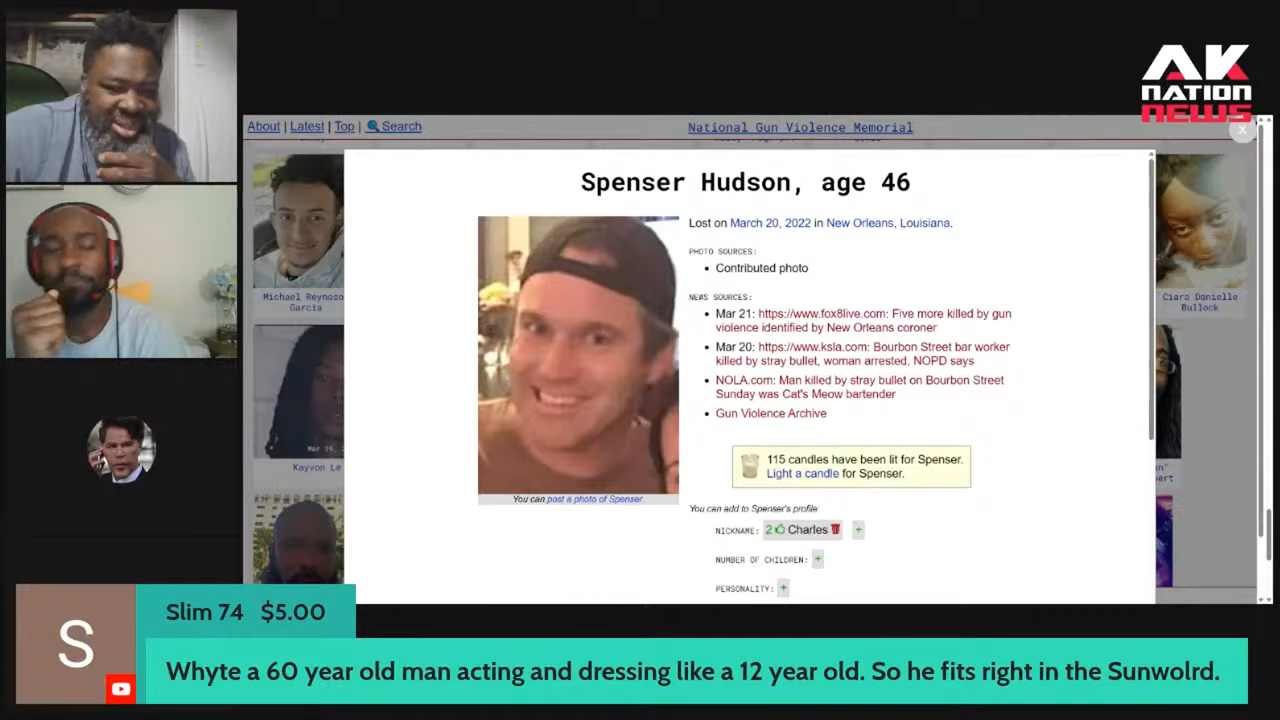 AK
NATION
NEWS
About | Latest | Top | Search
National Gun Violence Memorial
X
Spenser Hudson, age 46
Lost on March 20, 2022 in New Orleans, Louisiana.
PHOTO SOURCES:
• Contributed photo
NEWS SOURCES:
• Mar 21: https://www.fox8live.com: Five more killed by gun
violence identified by New Orleans coroner
• Mar 20: https://www.ksla.com: Bourbon Street bar worker
killed by stray bullet, woman arrested, NOPD says
• NOLA.com: Man killed by stray bullet on Bourbon Street
Sunday was Cat's Meow bartender
• Gun Violence Archive
115 candles have been lit for Spenser.
Light a candle for Spenser.
You can post a photo of Spenser.
You can add to Spenser's profile:
NICKNAME: 2 Charles +
NUMBER OF CHILDREN: +
PERSONALITY: +
Michael Reynoso
Garcia
Ciara Danielle
Bullock
Kayvon Le
S
Slim 74 $5.00
Whyte a 60 year old man acting and dressing like a 12 year old. So he fits right in the Sunwolrd.